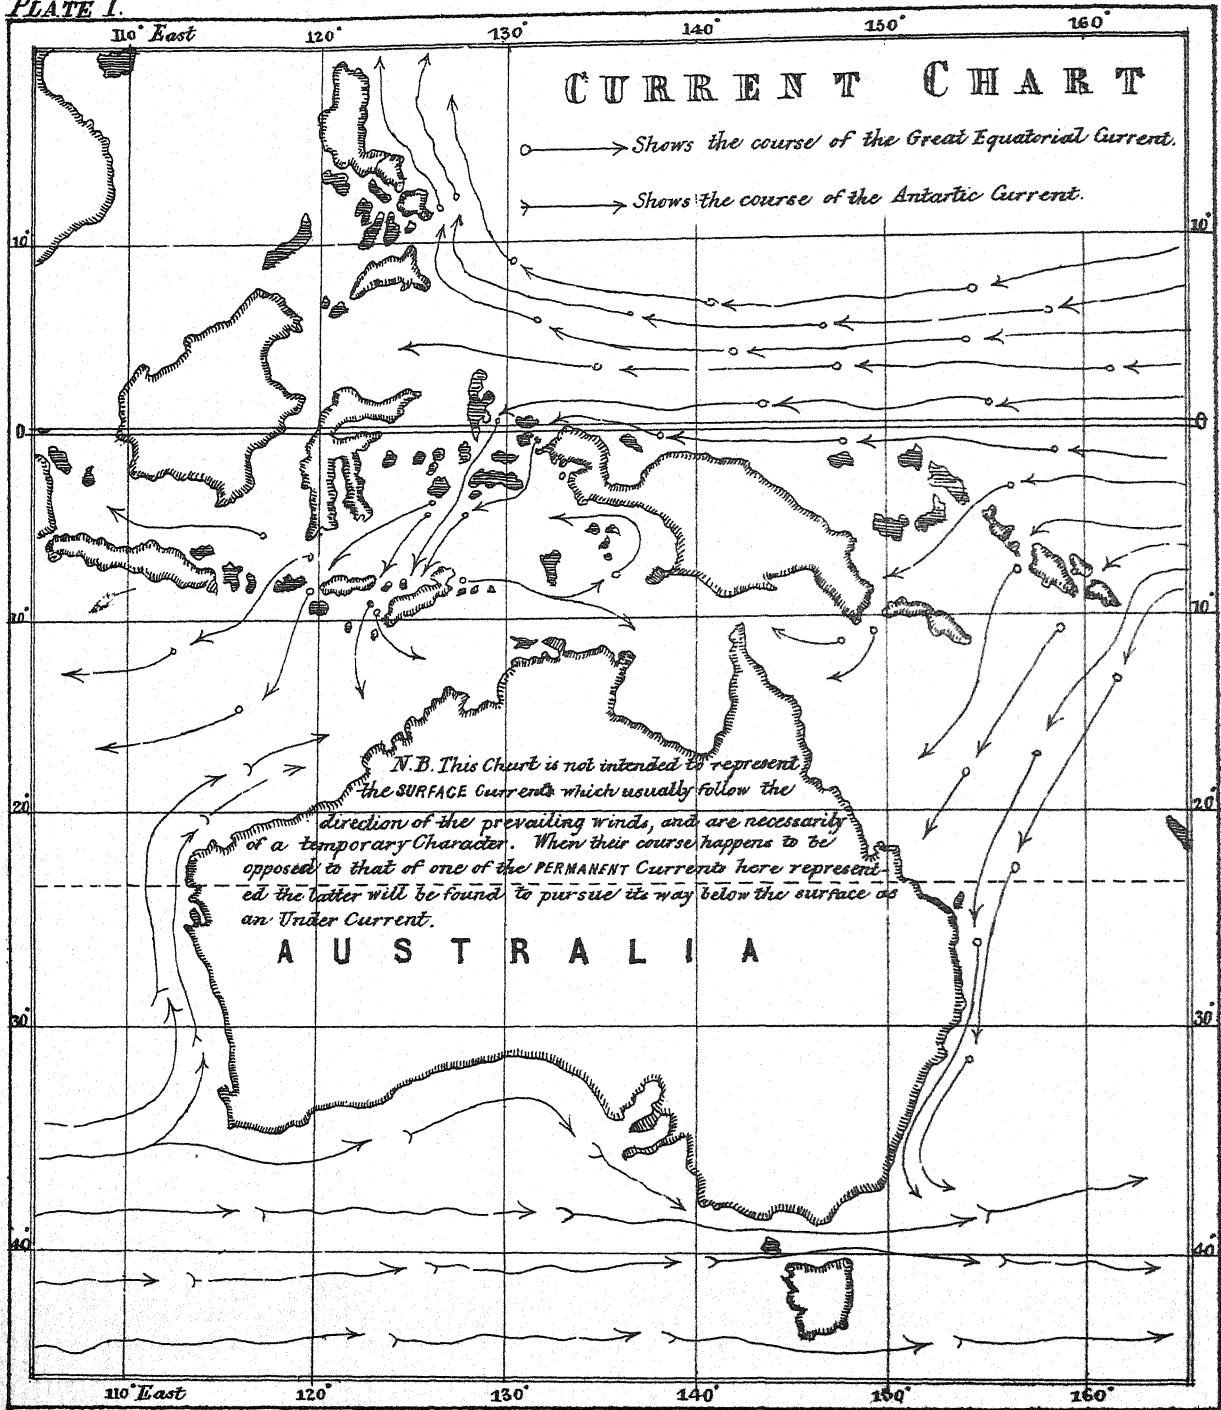 PLATE I.
110° East 120° 130° 140° 150° 160°
CURRENT CHART
Shows the course of the Great Equatorial Current.
Shows the course of the Antartic Current.
10° 10°
0° 0°
10° 10°
N.B. This Chart is not intended to represent
the SURFACE Currents which usually follow the
direction of the prevailing winds, and are necessarily
of a temporary Character. When their course happens to be
opposed to that of one of the PERMANENT Currents here represent-
ed the latter will be found to pursue its way below the surface as
an Under Current.
20° 20°
AUSTRALIA
30° 30°
40° 40°
110° East 120° 130° 140° 150° 160°